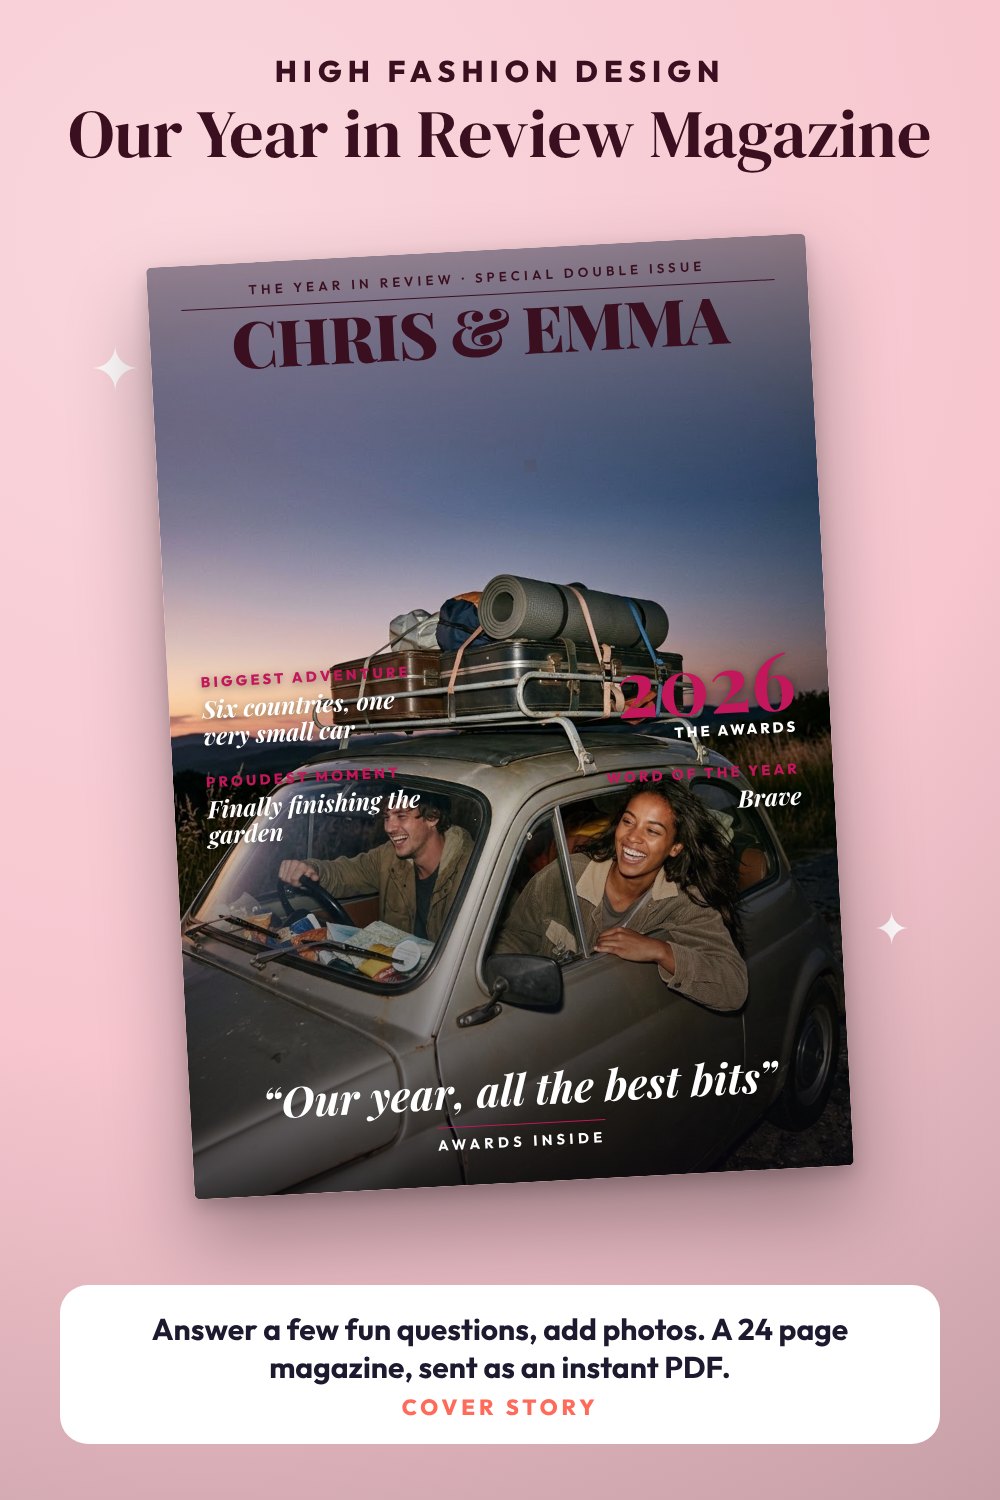 HIGH FASHION DESIGN
Our Year in Review Magazine
THE YEAR IN REVIEW · SPECIAL DOUBLE ISSUE
CHRIS & EMMA
BIGGEST ADVENTURE
Six countries, one
very small car
PROUDEST MOMENT
Finally finishing the
garden
2026
THE AWARDS
WORD OF THE YEAR
Brave
“Our year, all the best bits”
AWARDS INSIDE
Answer a few fun questions, add photos. A 24 page
magazine, sent as an instant PDF.
COVER STORY